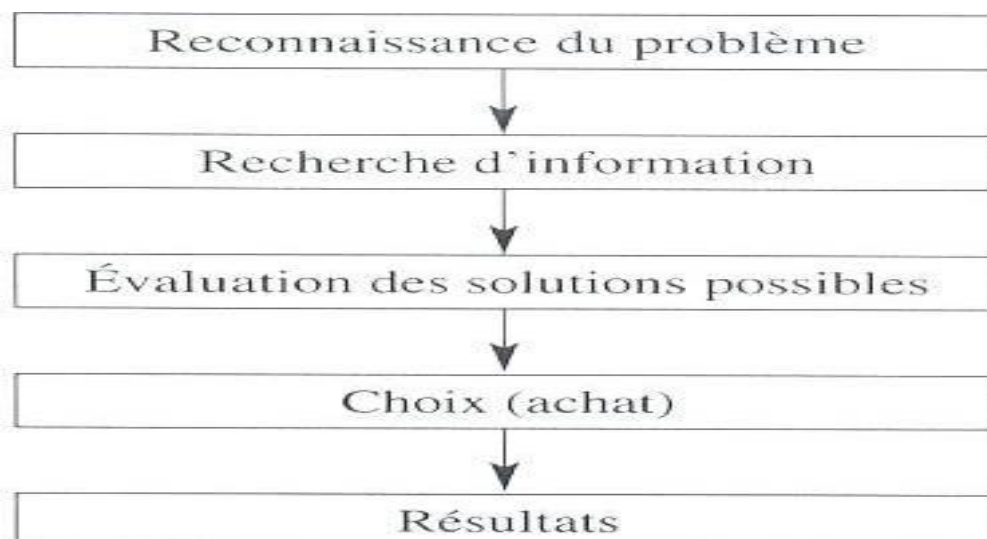 Reconnaissance du problème
Recherche d'information
Évaluation des solutions possibles
Choix (achat)
Résultats